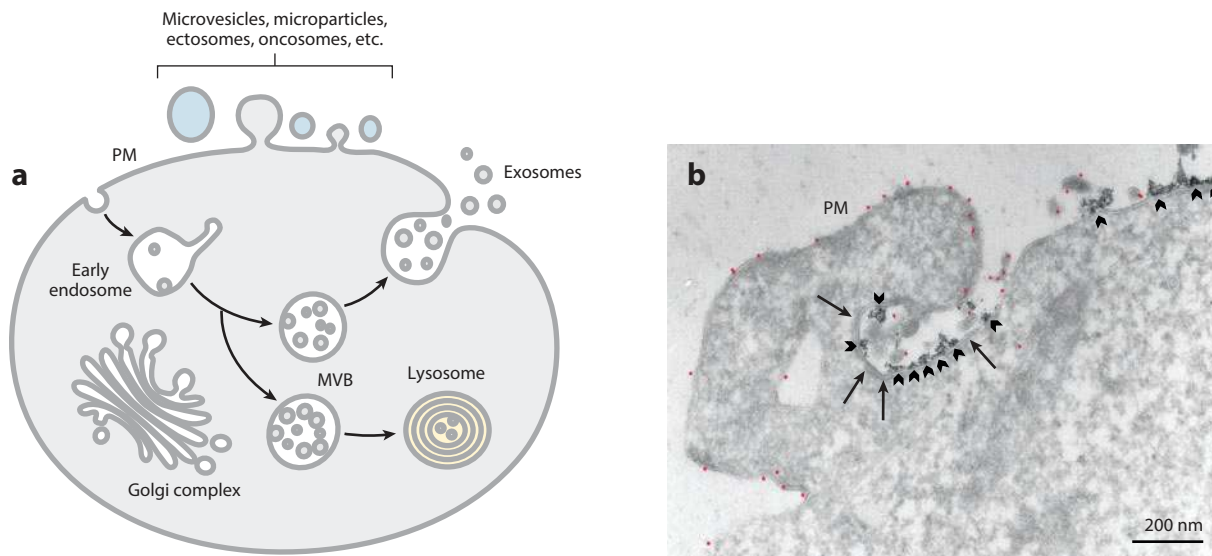 Microvesicles, microparticles,
ectosomes, oncosomes, etc.
PM
a
Exosomes
Early
endosome
MVB
Lysosome
Golgi complex
b
PM
200 nm